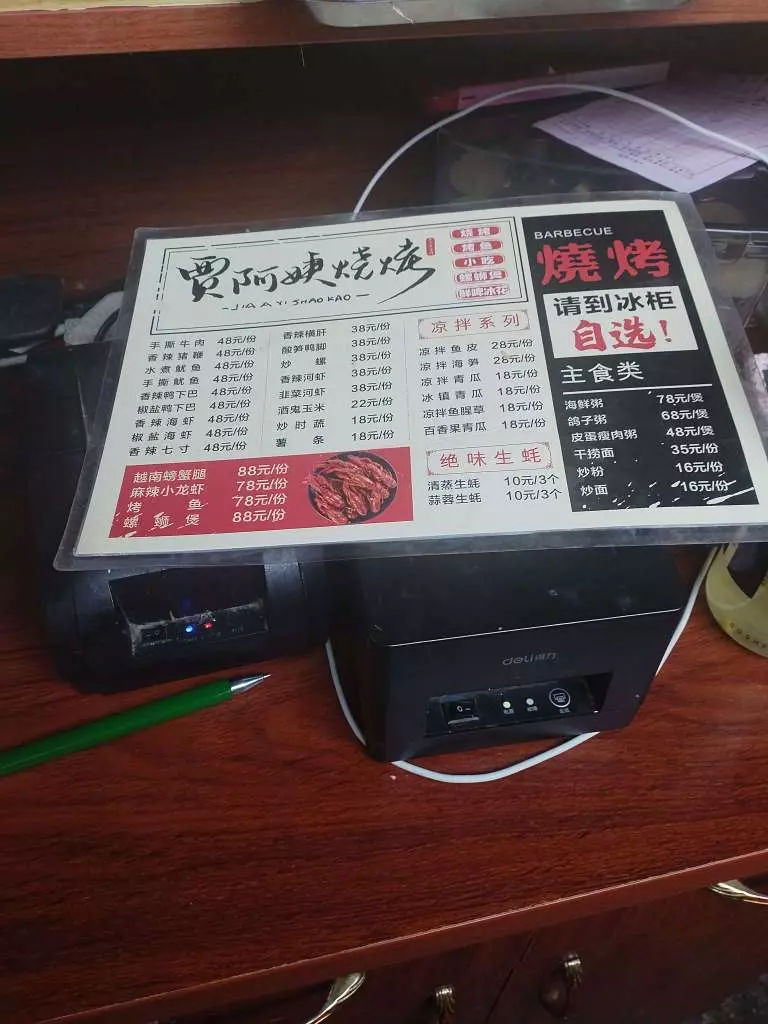 贾阿姨烧烤
-JIA A YI SHAO KAO-
烧烤
烤鱼
小吃
螺蛳煲
鲜啤冰花
手撕牛肉 48元/份
香辣猪鞭 48元/份
水煮鱿鱼 48元/份
手撕鱿鱼 48元/份
香辣鸭下巴 48元/份
椒盐鸭下巴 48元/份
香辣海虾 48元/份
椒盐海虾 48元/份
香辣七寸 48元/份
香辣横肝 38元/份
酸笋鸭脚 38元/份
炒螺 38元/份
香辣河虾 38元/份
韭菜河虾 38元/份
酒鬼玉米 22元/份
炒时蔬 18元/份
薯条 18元/份
凉拌系列
凉拌鱼皮 28元/份
凉拌海笋 26元/份
凉拌青瓜 18元/份
冰镇青瓜 18元/份
凉拌鱼腥草 18元/份
百香果青瓜 18元/份
绝味生蚝
清蒸生蚝 10元/3个
蒜蓉生蚝 10元/3个
越南螃蟹腿 88元/份
麻辣小龙虾 78元/份
烤鱼 78元/份
螺蛳煲 88元/份
BARBECUE
燒烤
请到冰柜
自选!
主食类
海鲜粥 78元/煲
鸽子粥 68元/煲
皮蛋瘦肉粥 48元/煲
干捞面 35元/份
炒粉 16元/份
炒面 16元/份
deli得力